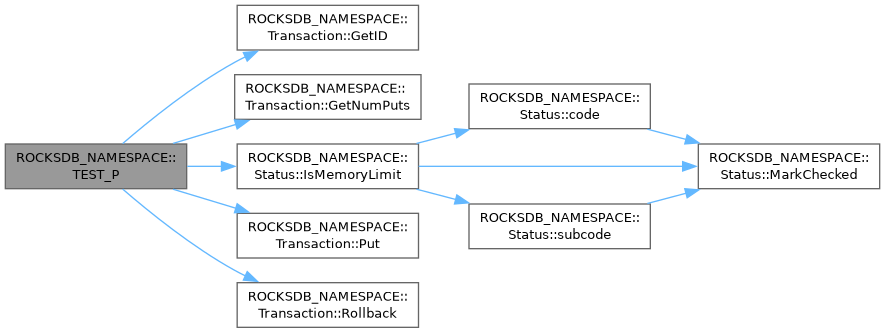 ROCKSDB_NAMESPACE::
TEST_P
ROCKSDB_NAMESPACE::
Transaction::GetID
ROCKSDB_NAMESPACE::
Transaction::GetNumPuts
ROCKSDB_NAMESPACE::
Status::IsMemoryLimit
ROCKSDB_NAMESPACE::
Transaction::Put
ROCKSDB_NAMESPACE::
Transaction::Rollback
ROCKSDB_NAMESPACE::
Status::code
ROCKSDB_NAMESPACE::
Status::subcode
ROCKSDB_NAMESPACE::
Status::MarkChecked